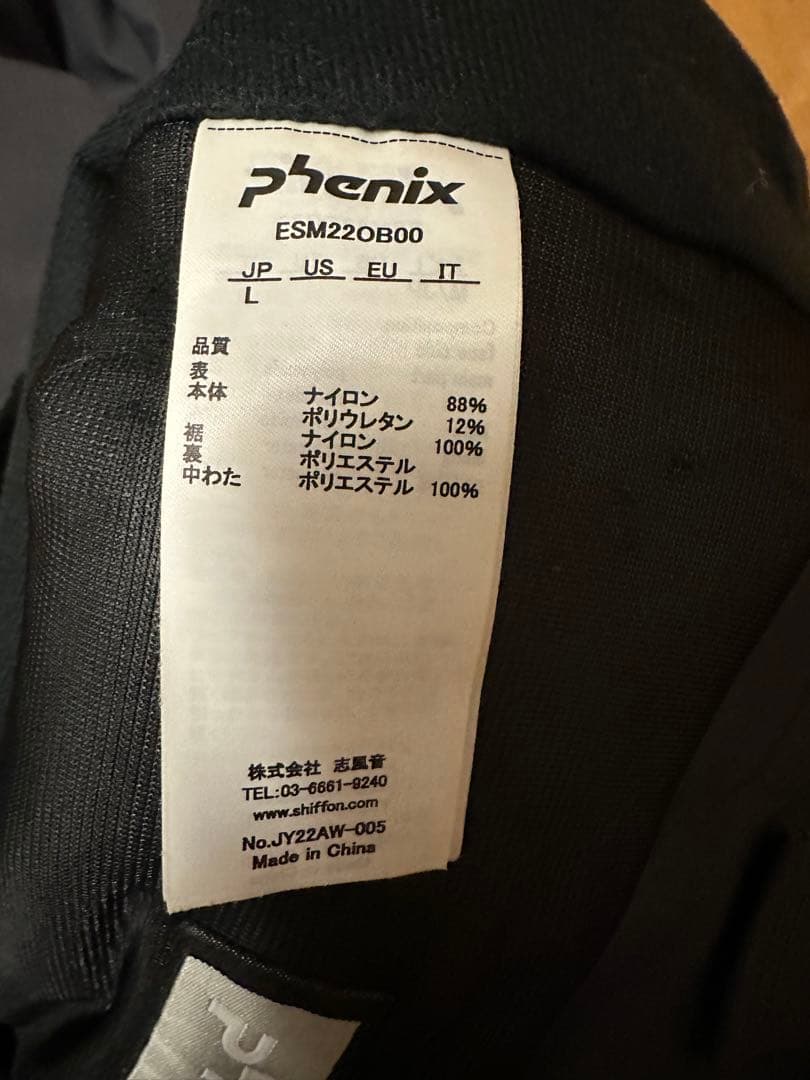 phenix
ESM22OB00
JP US EU IT
L
品質
表
本体 ナイロン 88%
ポリウレタン 12%
裾 ナイロン 100%
裏 ポリエステル
中わた ポリエステル 100%
株式会社 志風音
TEL:03-6661-9240
www.shiffon.com
No.JY22AW-005
Made in China